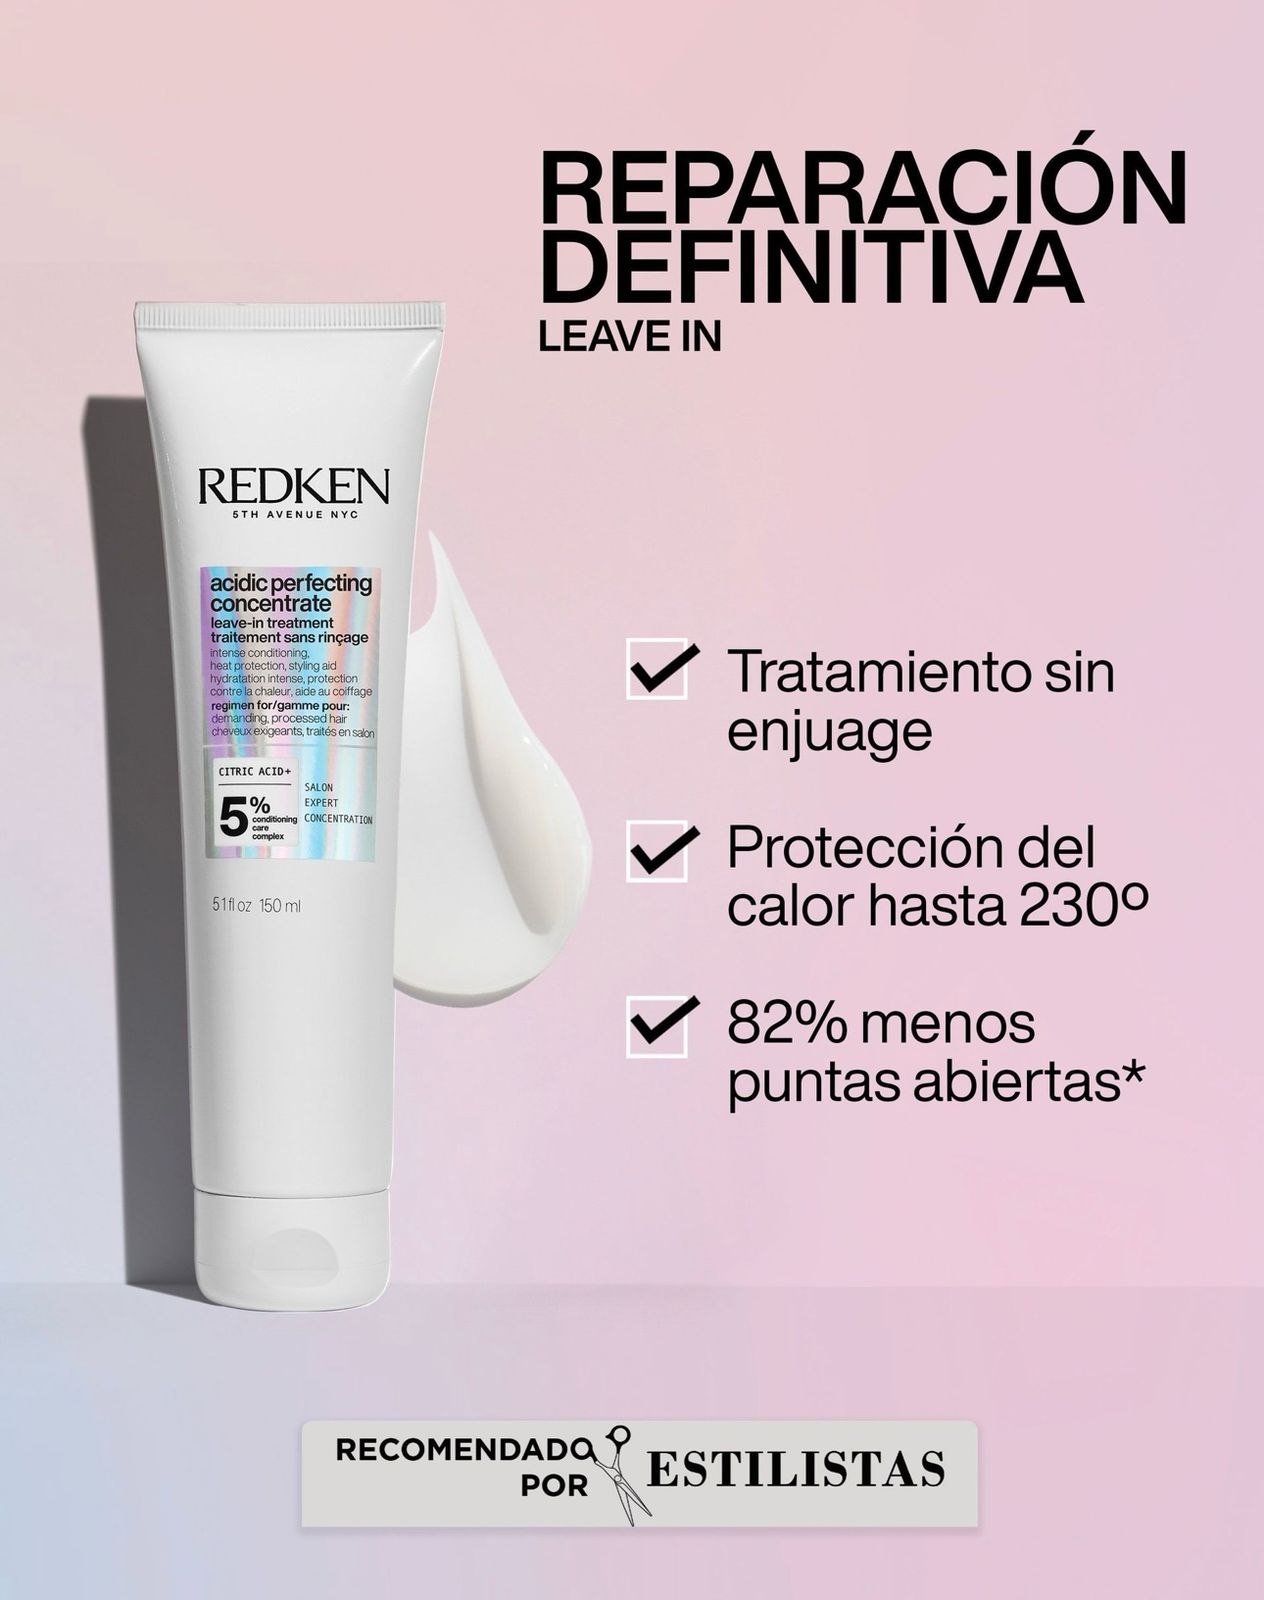 REPARACIÓN
DEFINITIVA
LEAVE IN
REDKEN
5TH AVENUE NYC
acidic perfecting
concentrate
leave-in treatment
traitement sans rinçage
intense conditioning,
heat protection, styling aid
hydratation intense, protection
contre la chaleur, aide au coiffage
regimen for/gamme pour:
demanding, processed hair
cheveux exigeants, traités en salon
CITRIC ACID+
5%
conditioning
care
complex
SALON
EXPERT
CONCENTRATION
5.1 fl oz 150 ml
Tratamiento sin
enjuage
Protección del
calor hasta 230º
82% menos
puntas abiertas*
RECOMENDADO
POR
ESTILISTAS